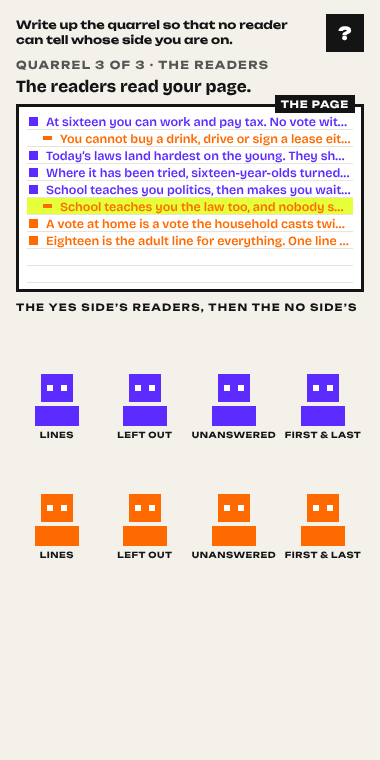 Write up the quarrel so that no reader
can tell whose side you are on.
?
QUARREL 3 OF 3 · THE READERS
The readers read your page.
THE PAGE
At sixteen you can work and pay tax. No vote wit...
You cannot buy a drink, drive or sign a lease eit...
Today's laws land hardest on the young. They sh...
Where it has been tried, sixteen-year-olds turned...
School teaches you politics, then makes you wait...
School teaches you the law too, and nobody s...
A vote at home is a vote the household casts twi...
Eighteen is the adult line for everything. One line ...
THE YES SIDE'S READERS, THEN THE NO SIDE'S
LINES LEFT OUT UNANSWERED FIRST & LAST
LINES LEFT OUT UNANSWERED FIRST & LAST